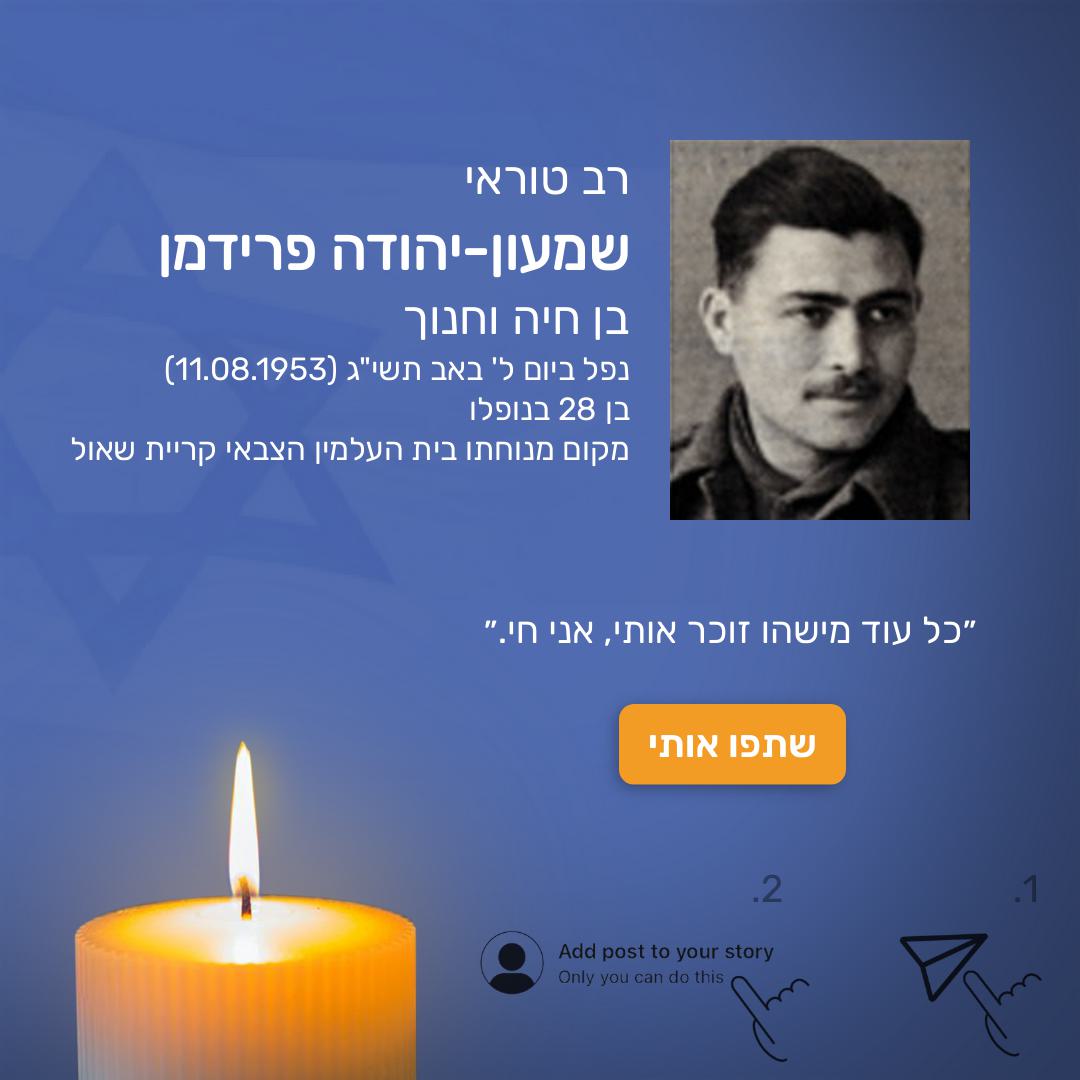 רב טוראי
שמעון-יהודה פרידמן
בן חיה וחנוך
נפל ביום ל' באב תשי"ג (11.08.1953)
בן 28 בנופלו
מקום מנוחתו בית העלמין הצבאי קריית שאול
״כל עוד מישהו זוכר אותי, אני חי.״
שתפו אותי
1.
2.
Add post to your story
Only you can do this